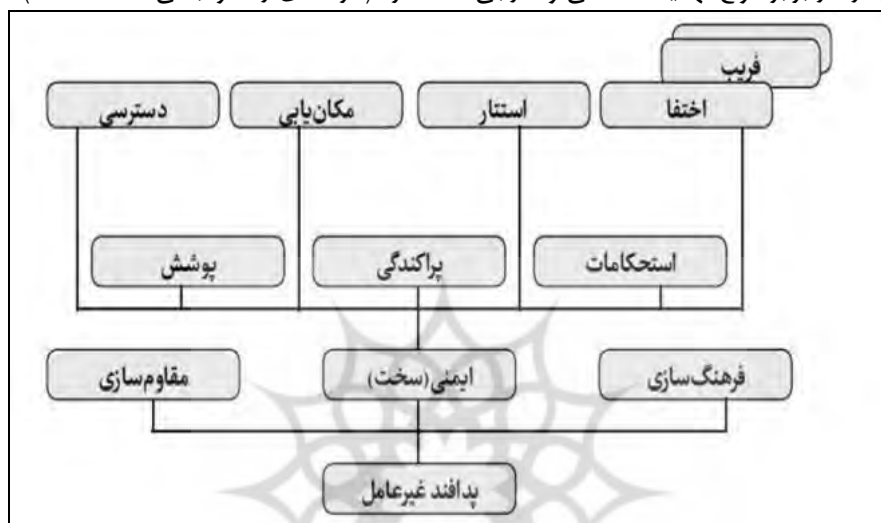 فریب
اختفا
استتار
مکان‌یابی
دسترسی
استحکامات
پراکندگی
پوشش
فرهنگ‌سازی
ایمنی(سخت)
مقاوم‌سازی
پدافند غیرعامل